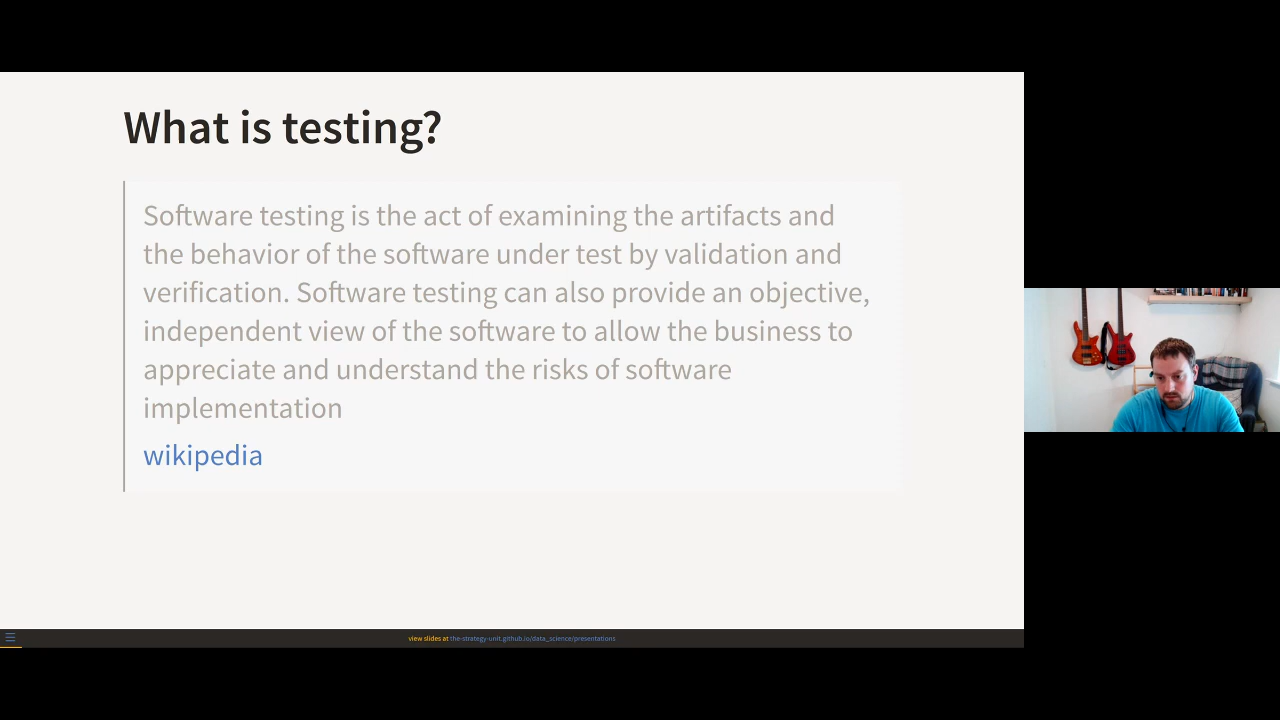 What is testing?
Software testing is the act of examining the artifacts and
the behavior of the software under test by validation and
verification. Software testing can also provide an objective,
independent view of the software to allow the business to
appreciate and understand the risks of software
implementation
wikipedia
view slides at the-strategy-unit.github.io/data_science/presentations